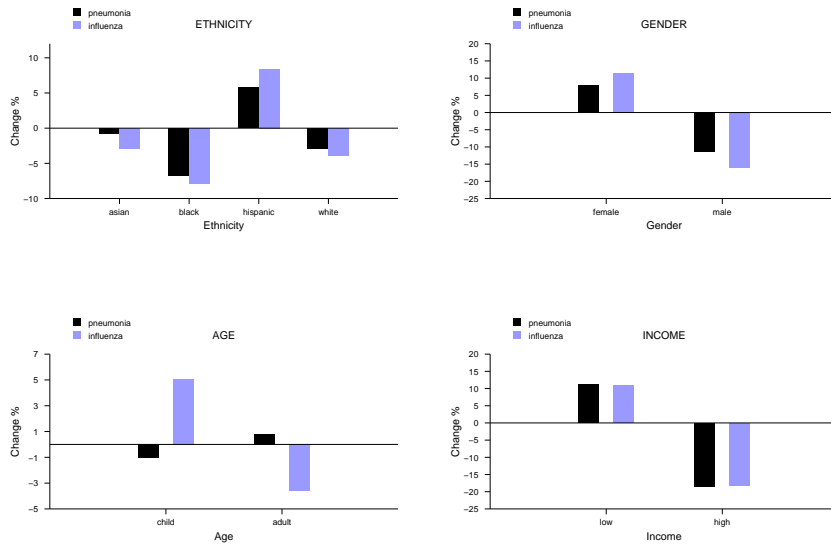 pneumonia
influenza
ETHNICITY
10
5
0
−5
−10
Change %
asian
black
hispanic
white
Ethnicity
pneumonia
influenza
GENDER
20
15
10
5
0
−5
−10
−15
−20
−25
Change %
female
male
Gender
pneumonia
influenza
AGE
7
5
3
1
−1
−3
−5
Change %
child
adult
Age
pneumonia
influenza
INCOME
20
15
10
5
0
−5
−10
−15
−20
−25
Change %
low
high
Income